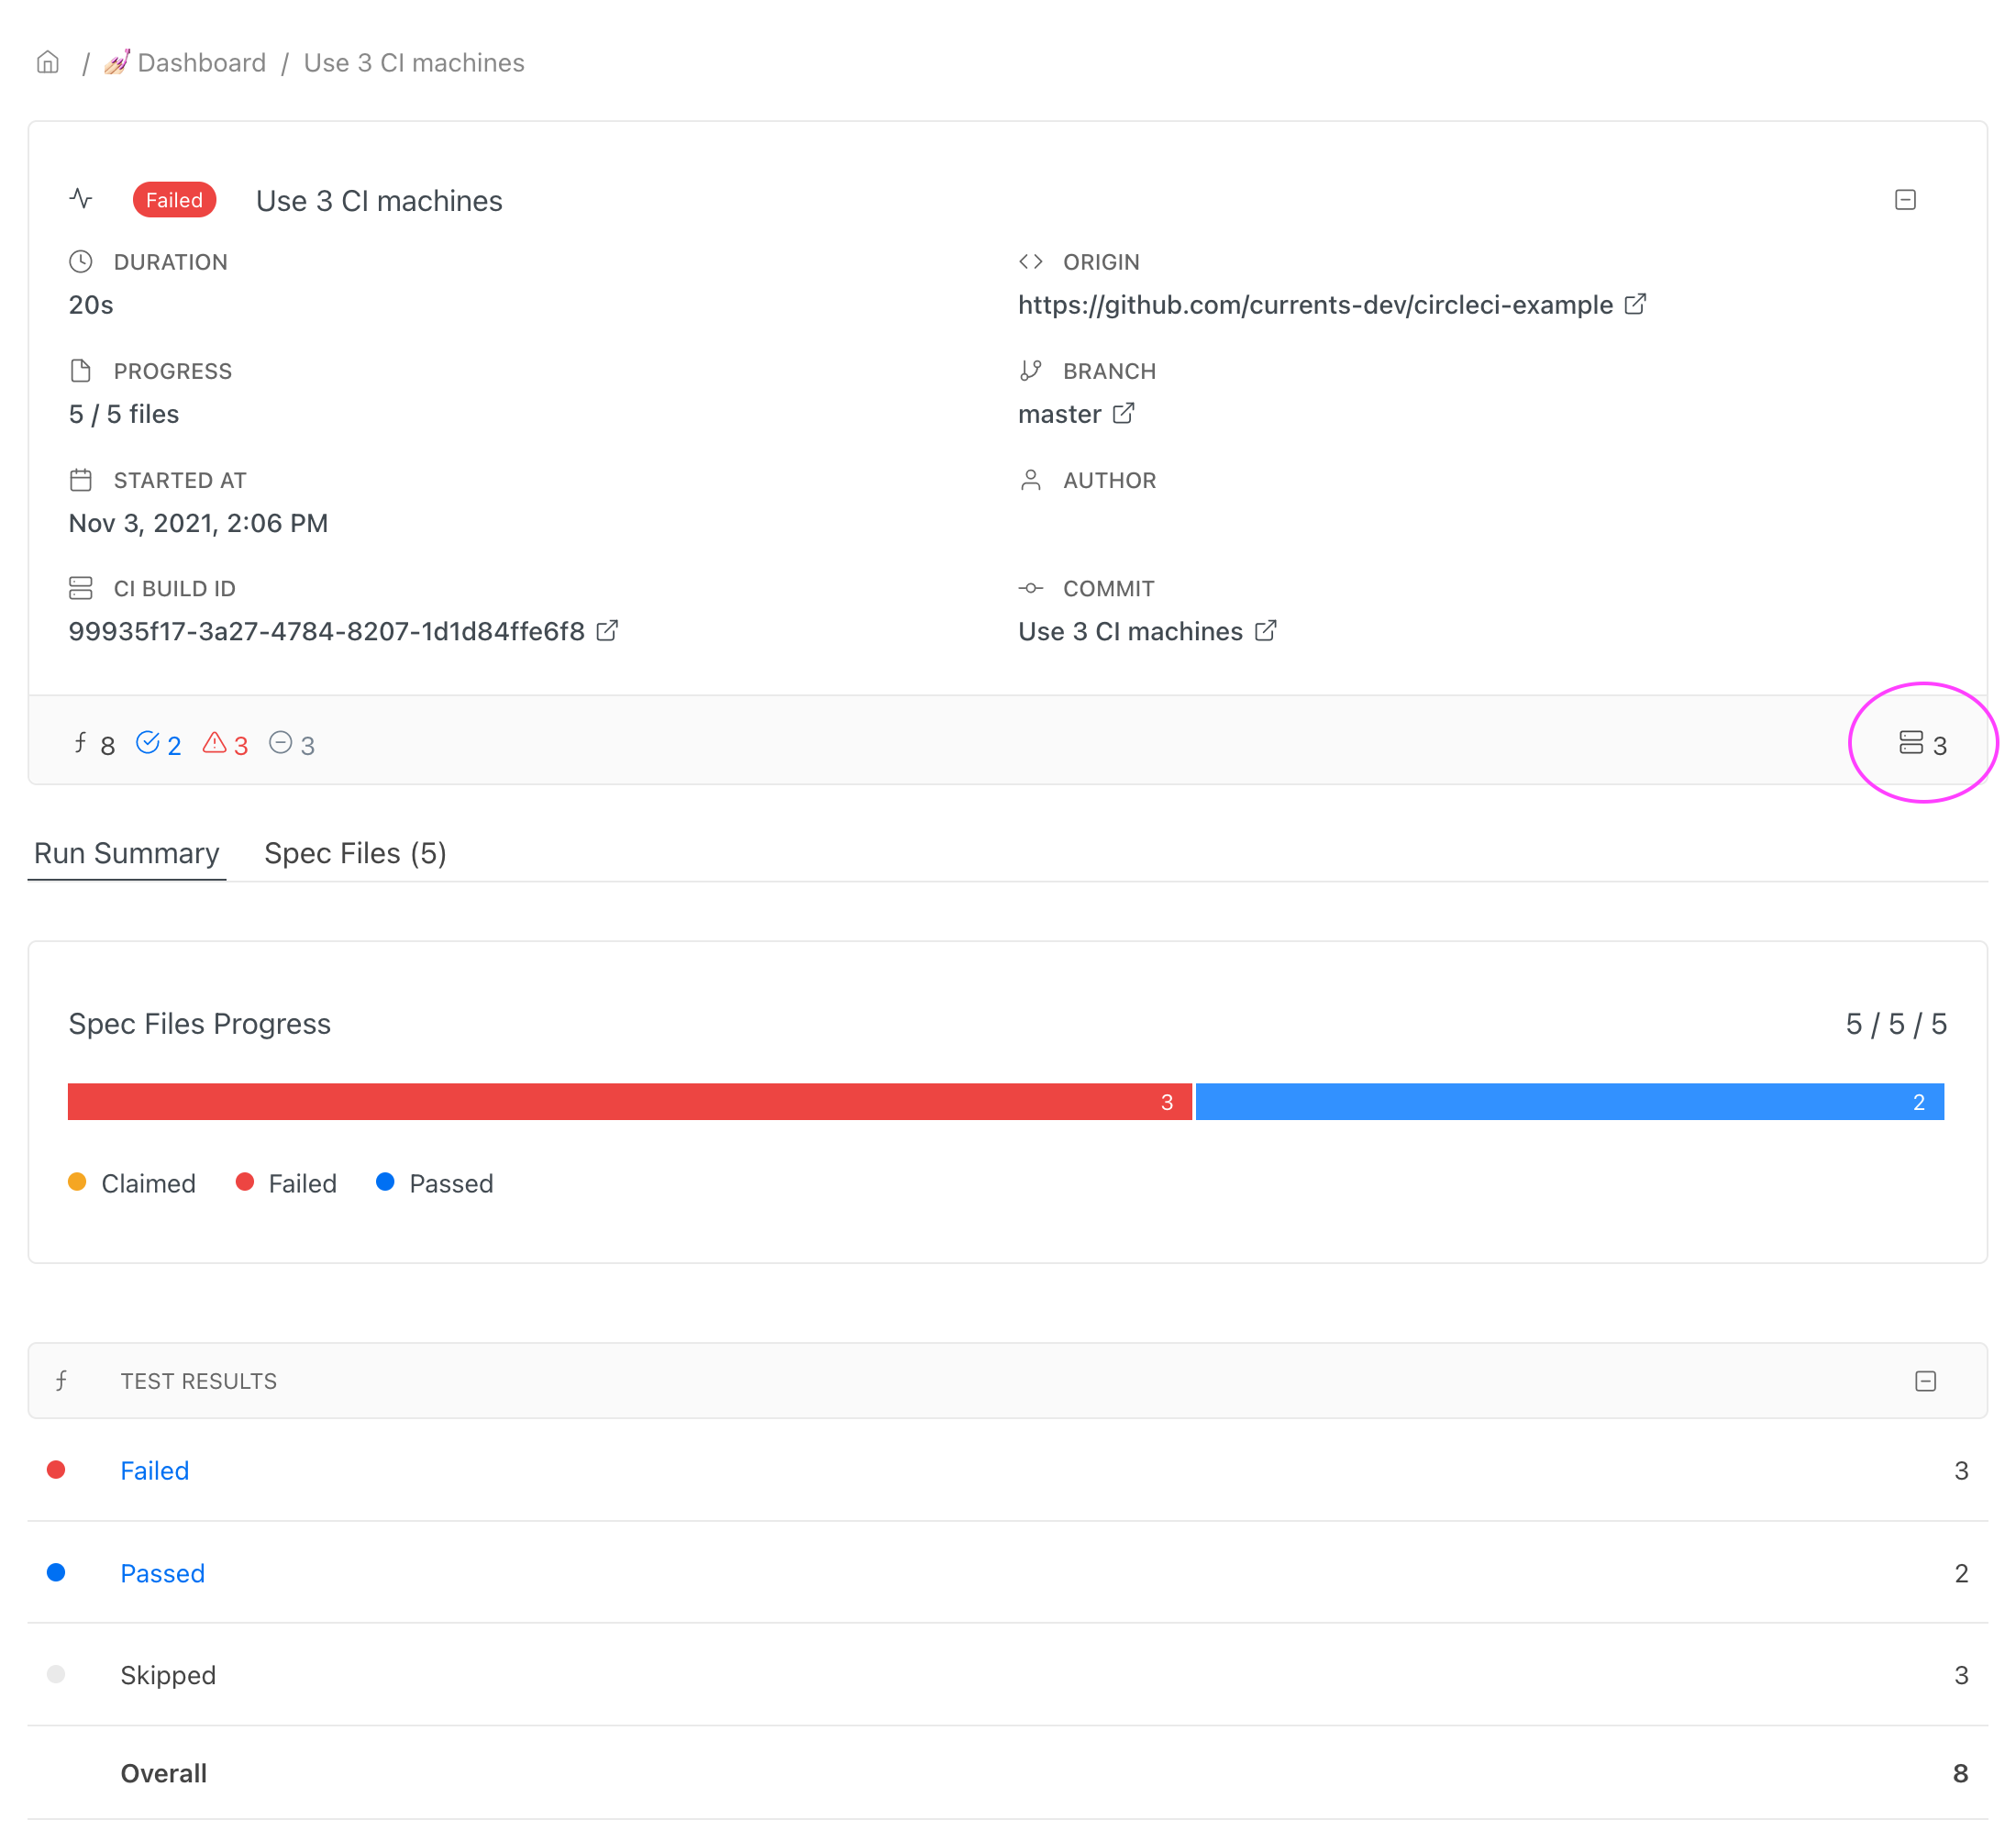 / 💅🏻 Dashboard / Use 3 CI machines
Failed Use 3 CI machines
DURATION
20s
ORIGIN
https://github.com/currents-dev/circleci-example
PROGRESS
5 / 5 files
BRANCH
master
STARTED AT
Nov 3, 2021, 2:06 PM
AUTHOR
CI BUILD ID
99935f17-3a27-4784-8207-1d1d84ffe6f8
COMMIT
Use 3 CI machines
8 2 3 3 3
Run Summary Spec Files (5)
Spec Files Progress 5 / 5 / 5
3 2
Claimed Failed Passed
TEST RESULTS
Failed 3
Passed 2
Skipped 3
Overall 8